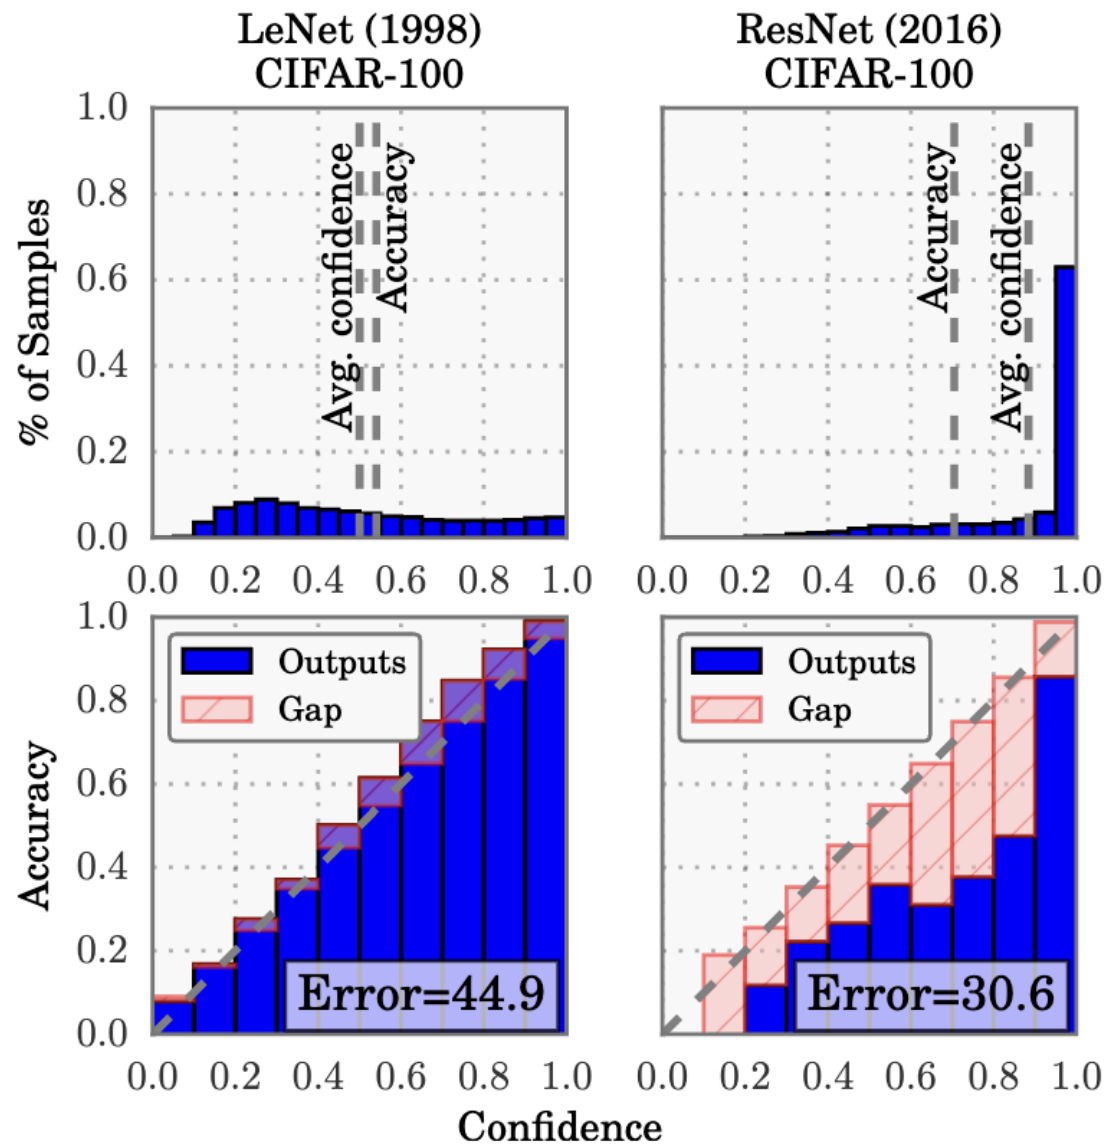 LeNet (1998)
CIFAR-100
ResNet (2016)
CIFAR-100
% of Samples
1.0
0.8
0.6
0.4
0.2
0.0
Avg. confidence
Accuracy
Accuracy
Avg. confidence
0.0 0.2 0.4 0.6 0.8 1.0
0.0 0.2 0.4 0.6 0.8 1.0
Accuracy
1.0
0.8
0.6
0.4
0.2
0.0
Outputs
Gap
Error=44.9
Outputs
Gap
Error=30.6
0.0 0.2 0.4 0.6 0.8 1.0
0.0 0.2 0.4 0.6 0.8 1.0
Confidence